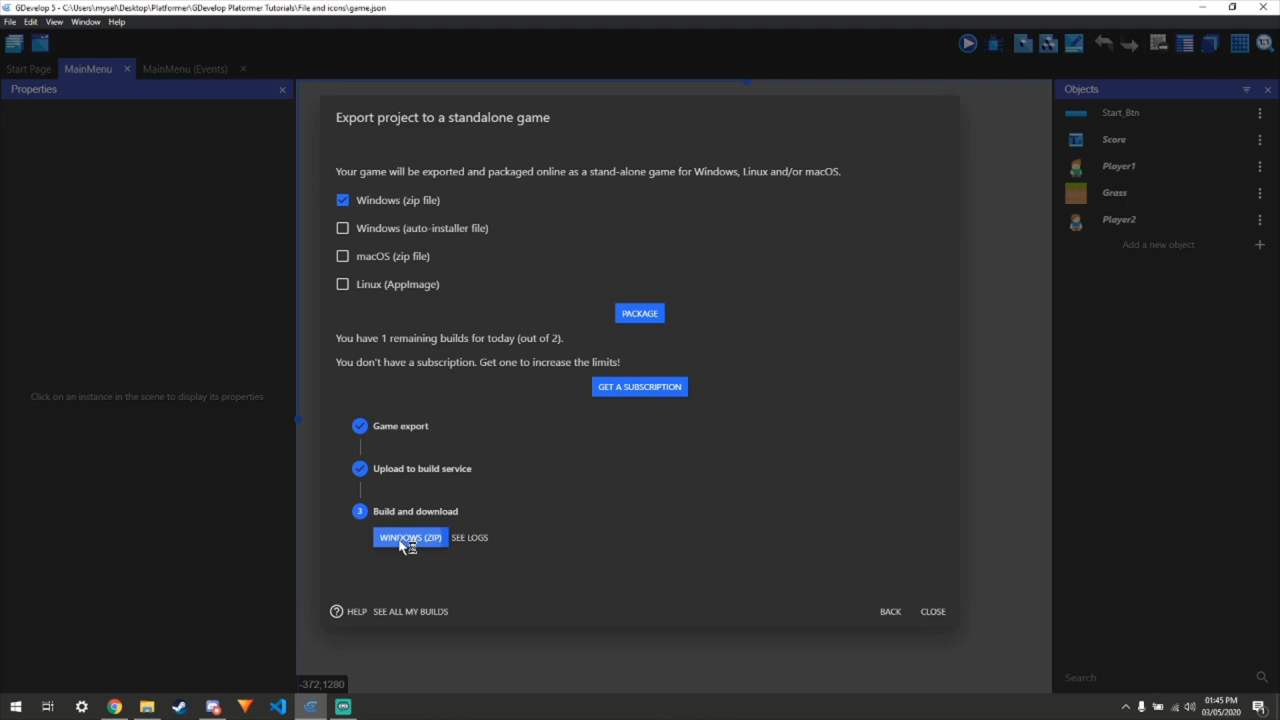 GDevelop 5 - C:\Users\mysel\Desktop\Platformer\GDevelop Platormer Tutorials\File and icons\game.json
File Edit View Window Help
Start Page MainMenu MainMenu (Events)
Properties
Objects
Export project to a standalone game
Start_Btn
Score
Player1
Grass
Player2
Add a new object
Your game will be exported and packaged online as a stand-alone game for Windows, Linux and/or macOS.
Windows (zip file)
Windows (auto-installer file)
macOS (zip file)
Linux (AppImage)
PACKAGE
You have 1 remaining builds for today (out of 2).
You don't have a subscription. Get one to increase the limits!
GET A SUBSCRIPTION
Click on an instance in the scene to display its properties
Game export
Upload to build service
3 Build and download
WINDOWS (ZIP) SEE LOGS
HELP SEE ALL MY BUILDS BACK CLOSE
-372,1280
Search
01:45 PM
03/05/2020